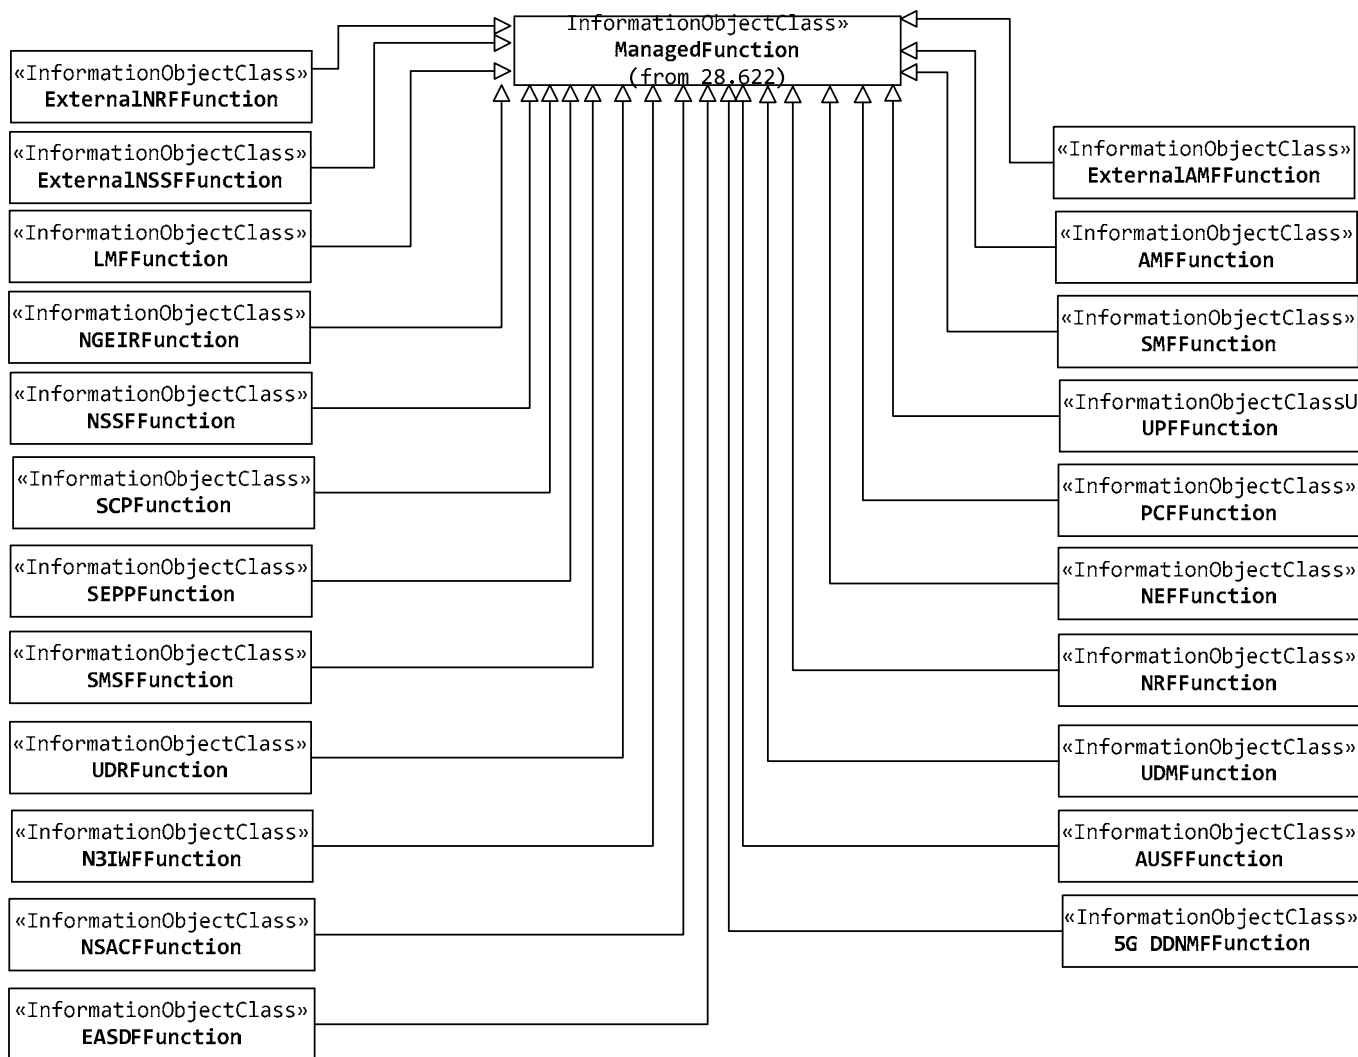 InformationObjectClass»
ManagedFunction
(from 28.622)
«InformationObjectClass»
ExternalNRFFunction
«InformationObjectClass»
ExternalNSSFFunction
«InformationObjectClass»
LMFFunction
«InformationObjectClass»
NGEIRFunction
«InformationObjectClass»
NSSFFunction
«InformationObjectClass»
SCPFunction
«InformationObjectClass»
SEPPFunction
«InformationObjectClass»
SMSFFunction
«InformationObjectClass»
UDRFunction
«InformationObjectClass»
N3IWFFunction
«InformationObjectClass»
NSACFFunction
«InformationObjectClass»
EASDFFunction
«InformationObjectClass»
ExternalAMFFunction
«InformationObjectClass»
AMFFunction
«InformationObjectClass»
SMFFunction
«InformationObjectClassU
UPFFunction
«InformationObjectClass»
PCFFunction
«InformationObjectClass»
NEFFunction
«InformationObjectClass»
NRFFunction
«InformationObjectClass»
UDMFunction
«InformationObjectClass»
AUSFFunction
«InformationObjectClass»
5G DDNMFFunction